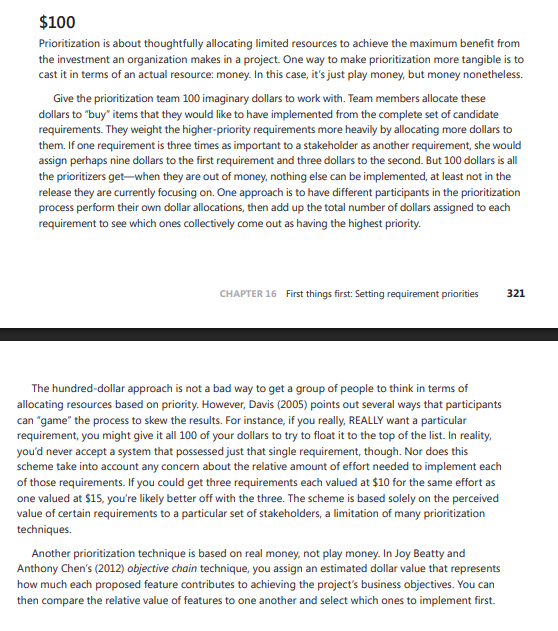 $100
Prioritization is about thoughtfully allocating limited resources to achieve the maximum benefit from
the investment an organization makes in a project. One way to make prioritization more tangible is to
cast it in terms of an actual resource: money. In this case, it's just play money, but money nonetheless.
Give the prioritization team 100 imaginary dollars to work with. Team members allocate these
dollars to "buy" items that they would like to have implemented from the complete set of candidate
requirements. They weight the higher-priority requirements more heavily by allocating more dollars to
them. If one requirement is three times as important to a stakeholder as another requirement, she would
assign perhaps nine dollars to the first requirement and three dollars to the second. But 100 dollars is all
the prioritizers get—when they are out of money, nothing else can be implemented, at least not in the
release they are currently focusing on. One approach is to have different participants in the prioritization
process perform their own dollar allocations, then add up the total number of dollars assigned to each
requirement to see which ones collectively come out as having the highest priority.
CHAPTER 16 First things first: Setting requirement priorities 321
The hundred-dollar approach is not a bad way to get a group of people to think in terms of
allocating resources based on priority. However, Davis (2005) points out several ways that participants
can "game" the process to skew the results. For instance, if you really, REALLY want a particular
requirement, you might give it all 100 of your dollars to try to float it to the top of the list. In reality,
you'd never accept a system that possessed just that single requirement, though. Nor does this
scheme take into account any concern about the relative amount of effort needed to implement each
of those requirements. If you could get three requirements each valued at $10 for the same effort as
one valued at $15, you're likely better off with the three. The scheme is based solely on the perceived
value of certain requirements to a particular set of stakeholders, a limitation of many prioritization
techniques.
Another prioritization technique is based on real money, not play money. In Joy Beatty and
Anthony Chen's (2012) objective chain technique, you assign an estimated dollar value that represents
how much each proposed feature contributes to achieving the project's business objectives. You can
then compare the relative value of features to one another and select which ones to implement first.